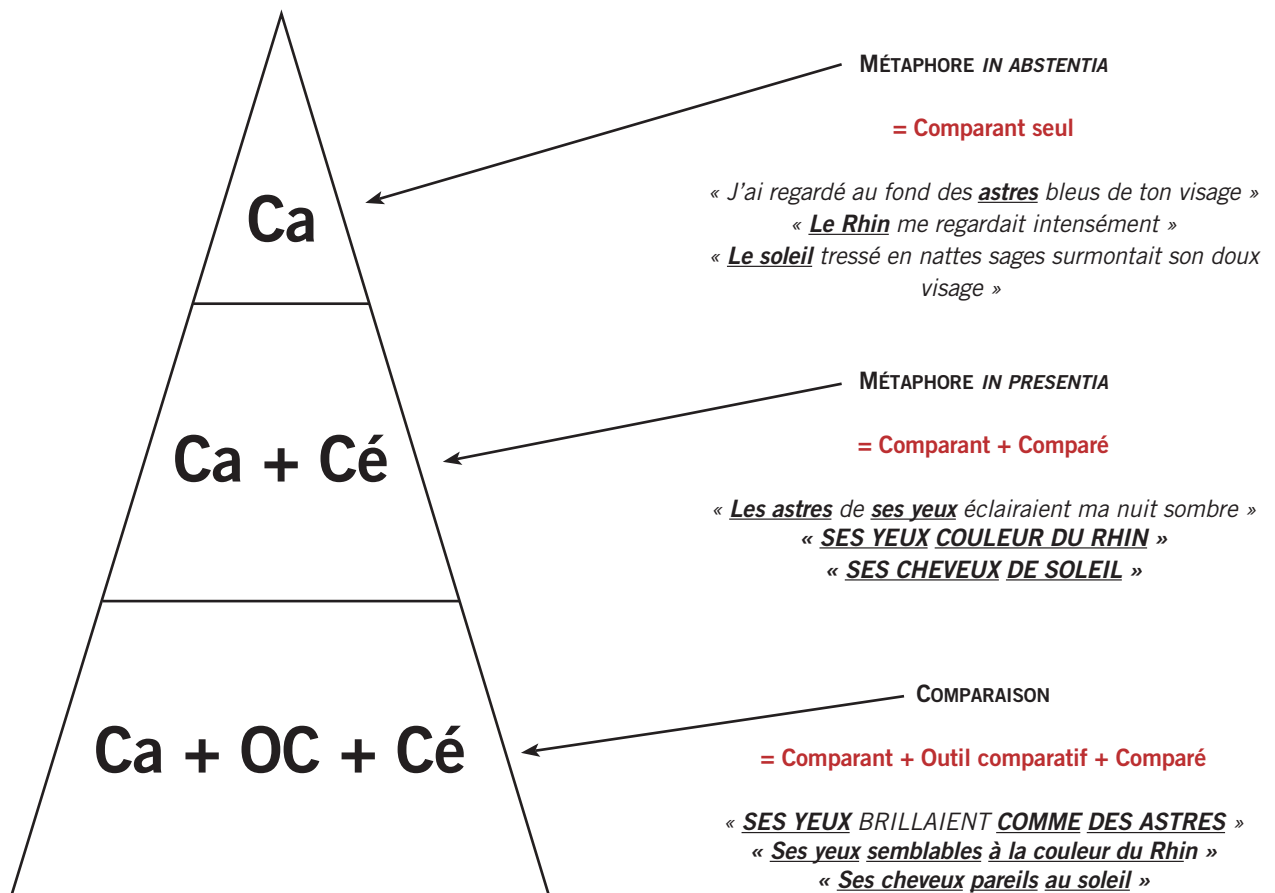 MÉTAPHORE IN ABSTENTIA
= Comparant seul
Ca
« J'ai regardé au fond des astres bleus de ton visage »
« Le Rhin me regardait intensément »
« Le soleil tressé en nattes sages surmontait son doux
visage »
MÉTAPHORE IN PRESENTIA
= Comparant + Comparé
Ca + Cé
« Les astres de ses yeux éclairaient ma nuit sombre »
« SES YEUX COULEUR DU RHIN »
« SES CHEVEUX DE SOLEIL »
COMPARAISON
Ca + OC + Cé
= Comparant + Outil comparatif + Comparé
« SES YEUX BRILLAIENT COMME DES ASTRES »
« Ses yeux semblables à la couleur du Rhin »
« Ses cheveux pareils au soleil »